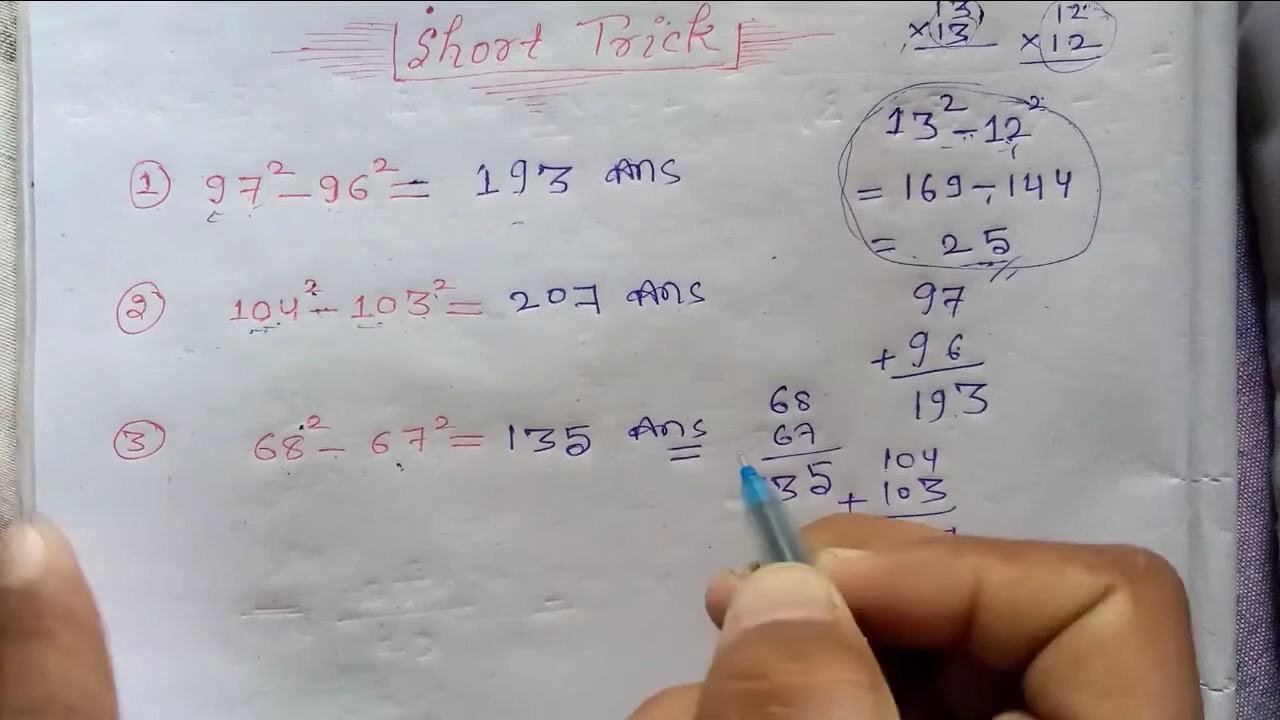 Short Trick
① 97² - 96² = 193 Ans
② 104² - 103² = 207 Ans
③ 68² - 67² = 135 Ans
13
×13
12
×12
13² - 12²
= 169 - 144
= 25
97
+ 96
193
68
67
35
104
+ 103